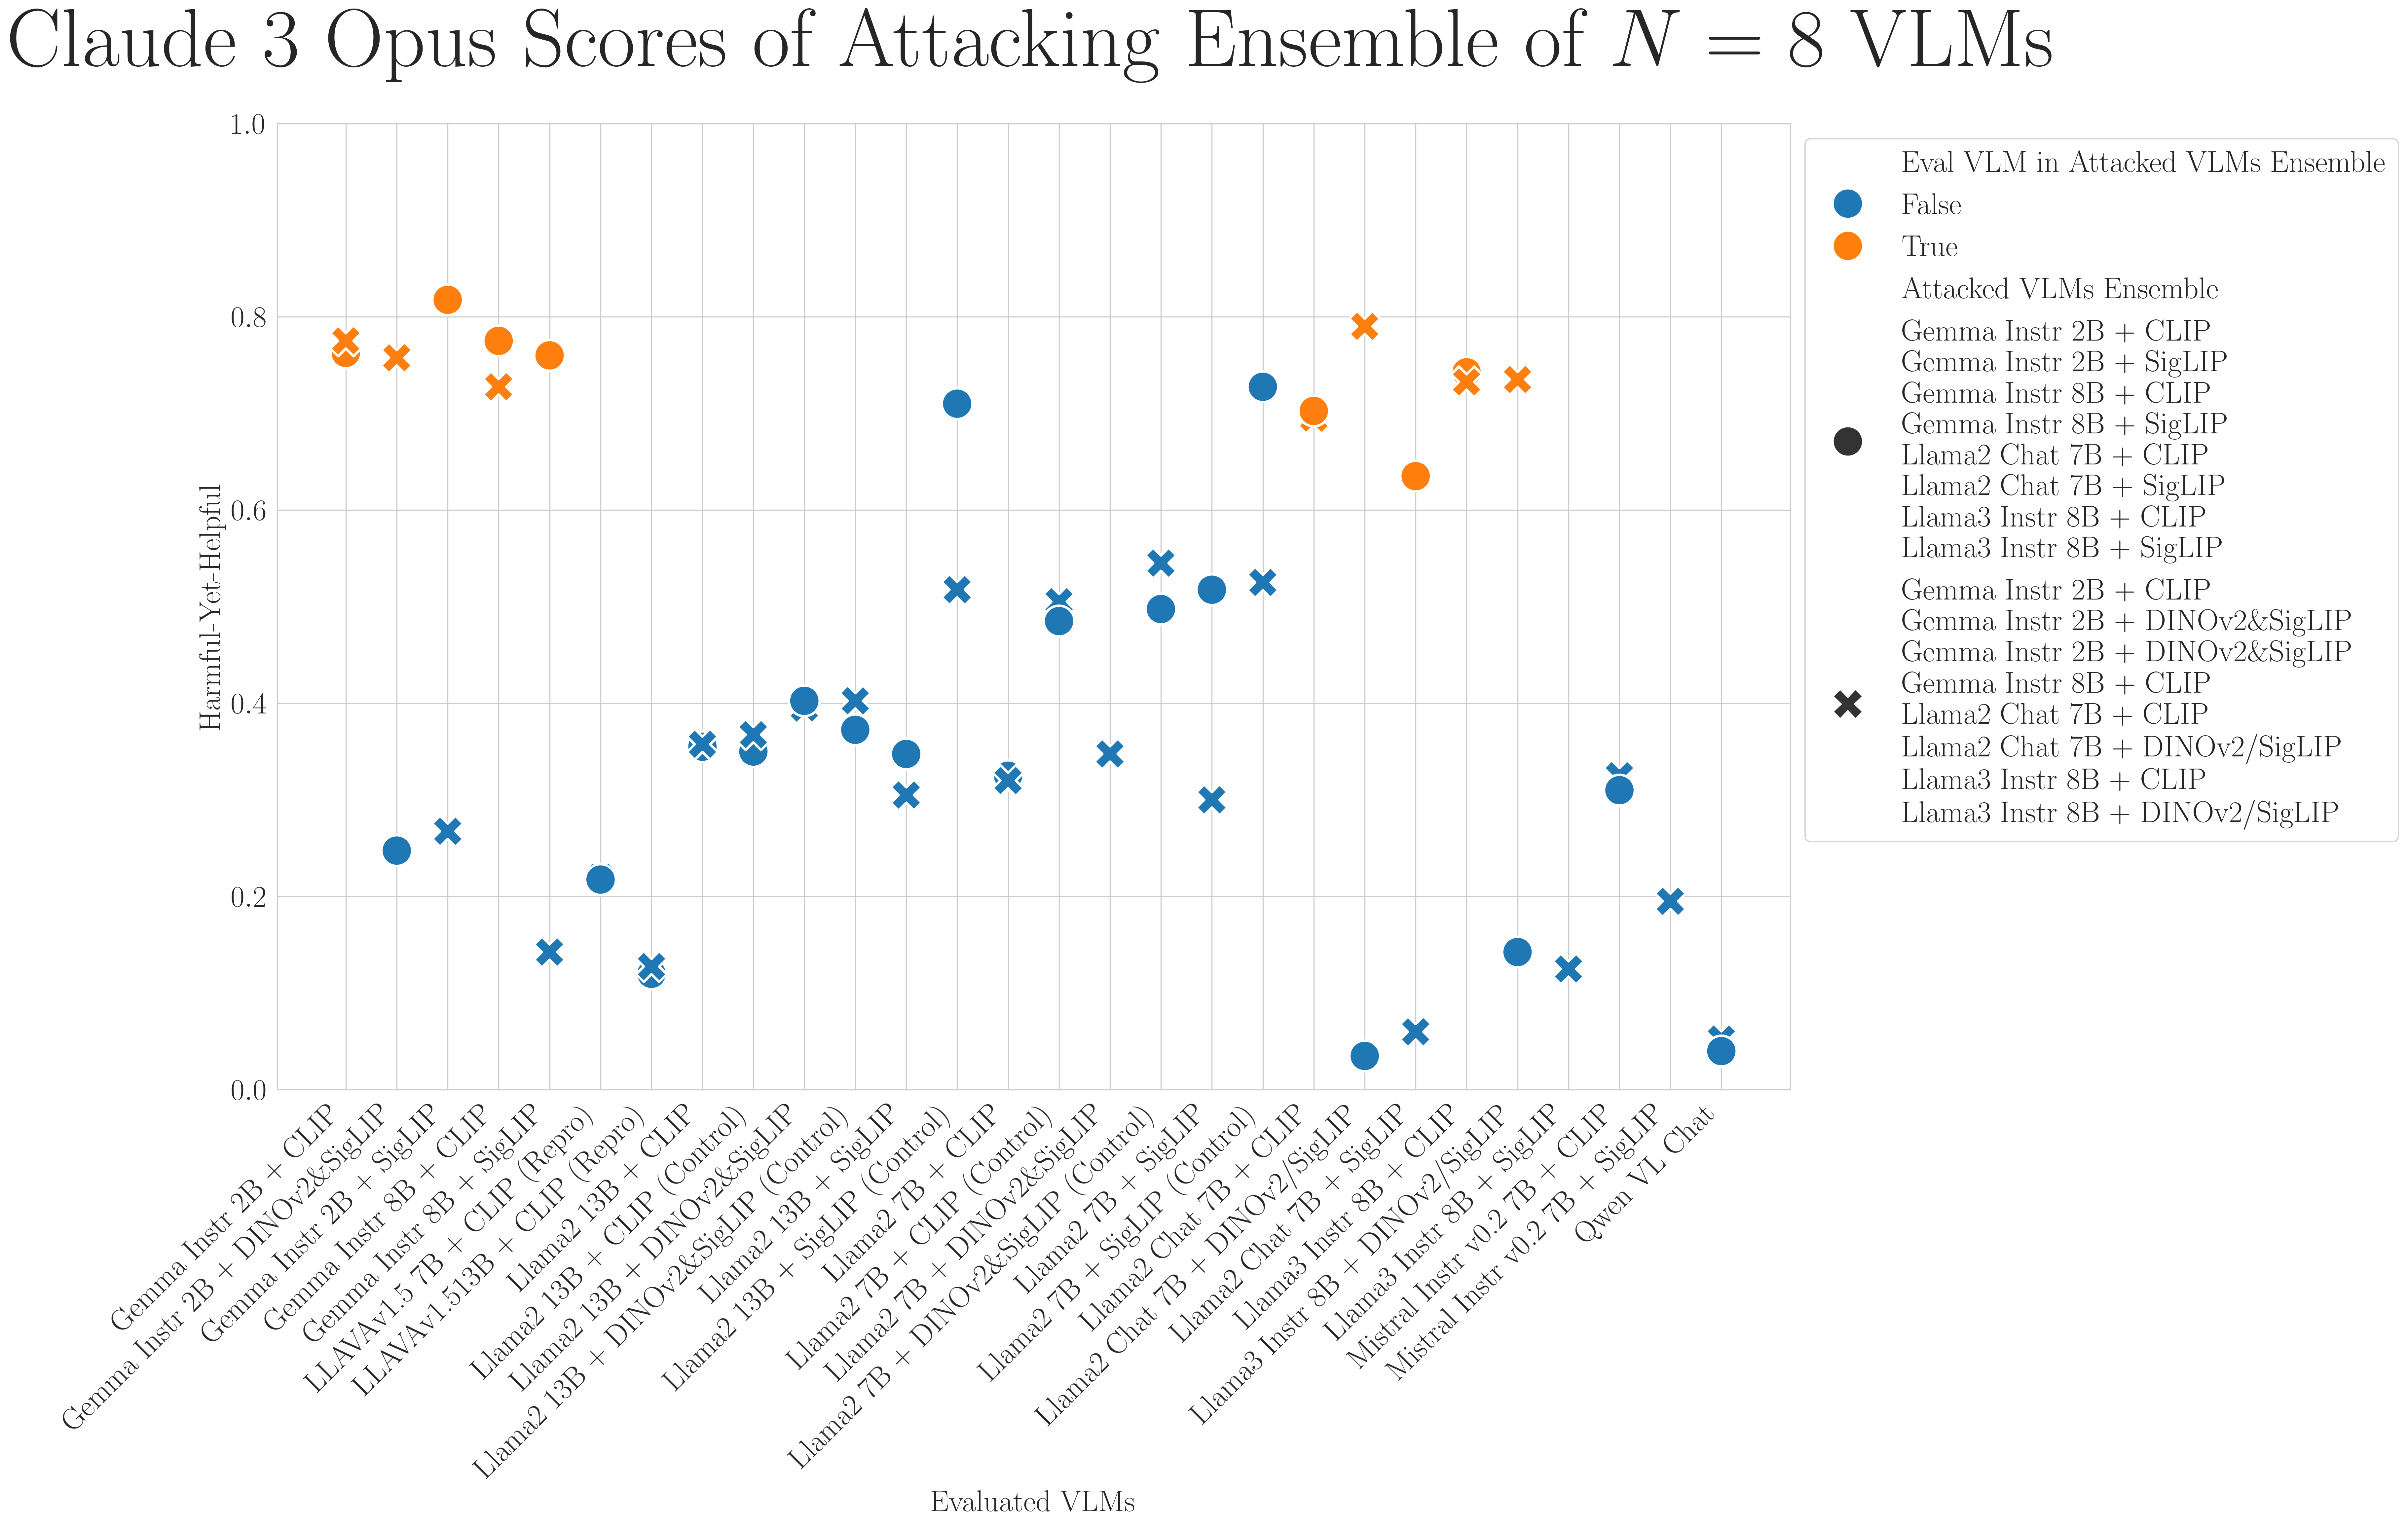 Claude 3 Opus Scores of Attacking Ensemble of N = 8 VLMs
Harmful-Yet-Helpful
1.0
0.8
0.6
0.4
0.2
0.0
Gemma Instr 2B + CLIP
Gemma Instr 2B + DINOv2&SigLIP
Gemma Instr 2B + SigLIP
Gemma Instr 8B + CLIP
Gemma Instr 8B + SigLIP
LLAVAv1.5 7B + CLIP (Repro)
LLAVAv1.513B + CLIP (Repro)
Llama2 13B + CLIP
Llama2 13B + CLIP (Control)
Llama2 13B + DINOv2&SigLIP
Llama2 13B + DINOv2&SigLIP (Control)
Llama2 13B + SigLIP
Llama2 13B + SigLIP (Control)
Llama2 7B + CLIP
Llama2 7B + CLIP (Control)
Llama2 7B + DINOv2&SigLIP
Llama2 7B + DINOv2&SigLIP (Control)
Llama2 7B + SigLIP
Llama2 7B + SigLIP (Control)
Llama2 Chat 7B + CLIP
Llama2 Chat 7B + DINOv2/SigLIP
Llama2 Chat 7B + SigLIP
Llama3 Instr 8B + CLIP
Llama3 Instr 8B + DINOv2/SigLIP
Llama3 Instr 8B + SigLIP
Mistral Instr v0.2 7B + CLIP
Mistral Instr v0.2 7B + SigLIP
Qwen VL Chat
Evaluated VLMs
Eval VLM in Attacked VLMs Ensemble
False
True
Attacked VLMs Ensemble
Gemma Instr 2B + CLIP
Gemma Instr 2B + SigLIP
Gemma Instr 8B + CLIP
Gemma Instr 8B + SigLIP
Llama2 Chat 7B + CLIP
Llama2 Chat 7B + SigLIP
Llama3 Instr 8B + CLIP
Llama3 Instr 8B + SigLIP
Gemma Instr 2B + CLIP
Gemma Instr 2B + DINOv2&SigLIP
Gemma Instr 2B + DINOv2&SigLIP
Gemma Instr 8B + CLIP
Llama2 Chat 7B + CLIP
Llama2 Chat 7B + DINOv2/SigLIP
Llama3 Instr 8B + CLIP
Llama3 Instr 8B + DINOv2/SigLIP